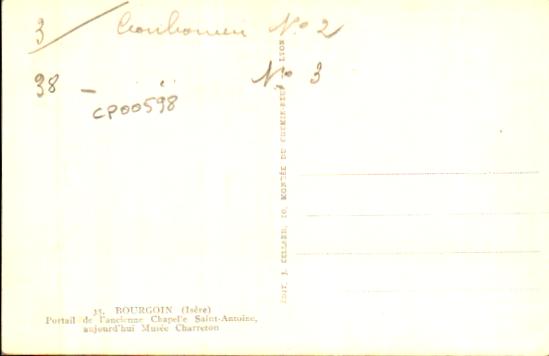 3 N° 2
38 - N° 3
CP00598
EDIT. J. CELLARD, 10, MONTÉE DU CHEMIN-NEUF, LYON
35. BOURGOIN (Isère)
Portail de l'ancienne Chapelle Saint-Antoine,
aujourd'hui Musée Charreton